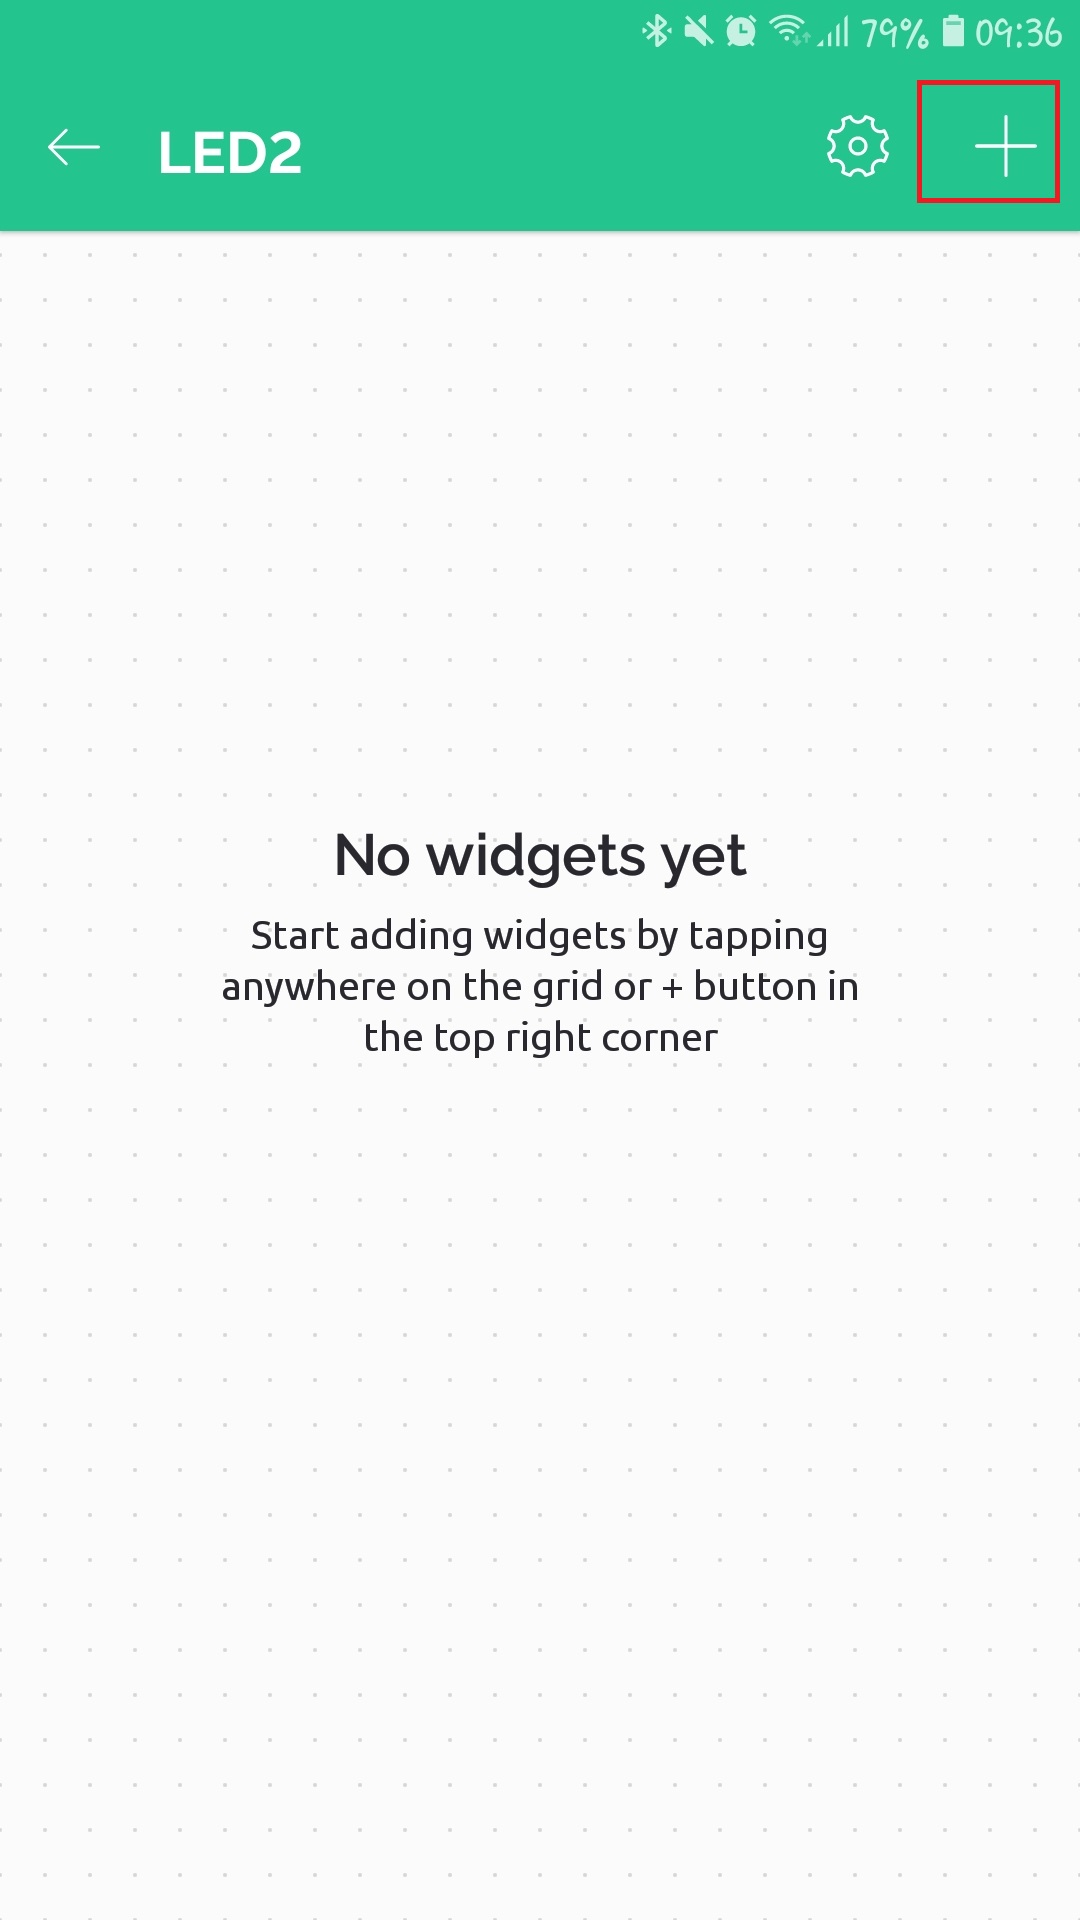 79% 09:36
LED2
No widgets yet
Start adding widgets by tapping
anywhere on the grid or + button in
the top right corner